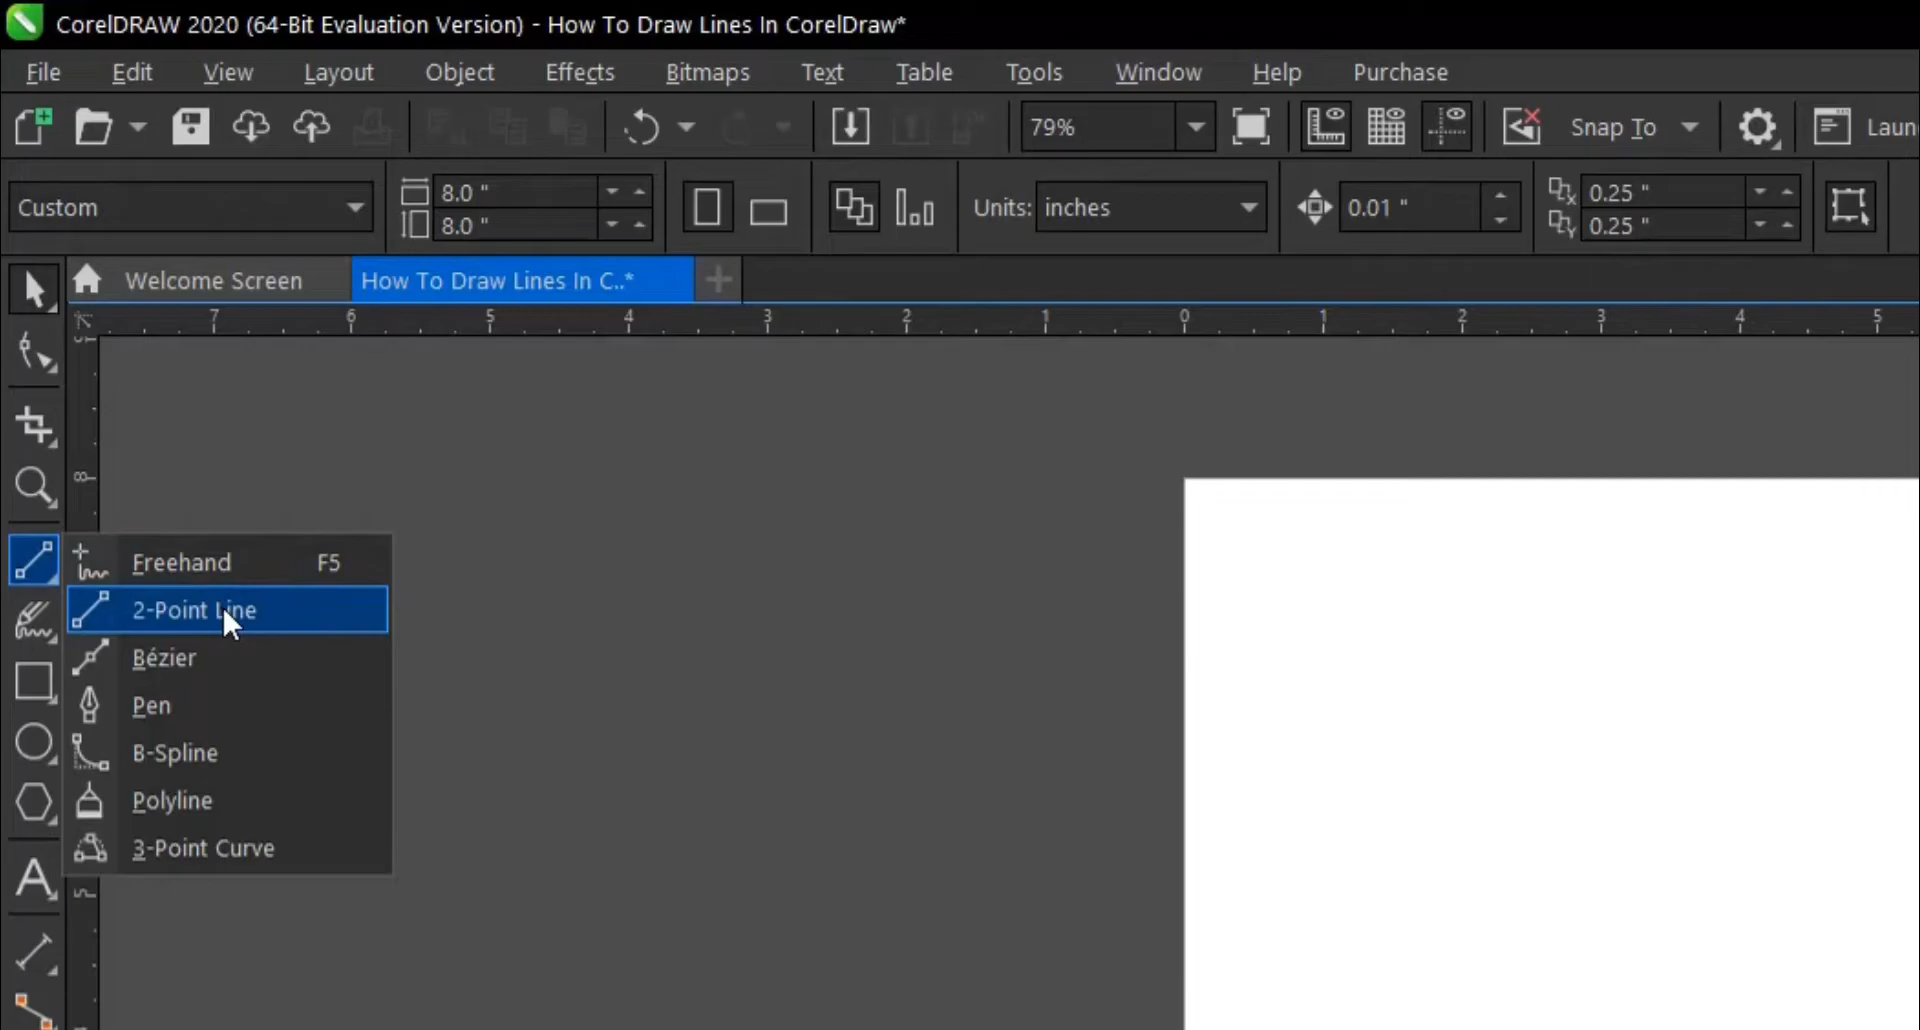 CorelDRAW 2020 (64-Bit Evaluation Version) - How To Draw Lines In CorelDraw*
File Edit View Layout Object Effects Bitmaps Text Table Tools Window Help Purchase
79% Snap To Laun
Custom 8.0 " Units: inches 0.01 " 0.25 "
8.0 " 0.25 "
Welcome Screen How To Draw Lines In C..*
7 6 5 4 3 2 1 0 1 2 3 4 5
8
Freehand F5
2-Point Line
Bézier
Pen
B-Spline
Polyline
3-Point Curve
5